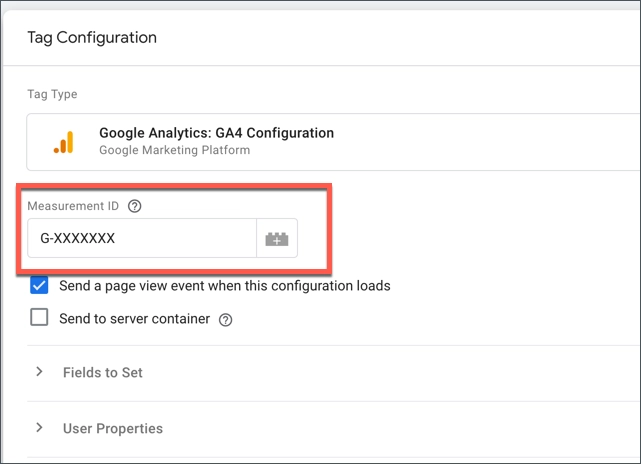 Tag Configuration
Tag Type
Google Analytics: GA4 Configuration
Google Marketing Platform
Measurement ID
G-XXXXXXX
Send a page view event when this configuration loads
Send to server container
Fields to Set
User Properties